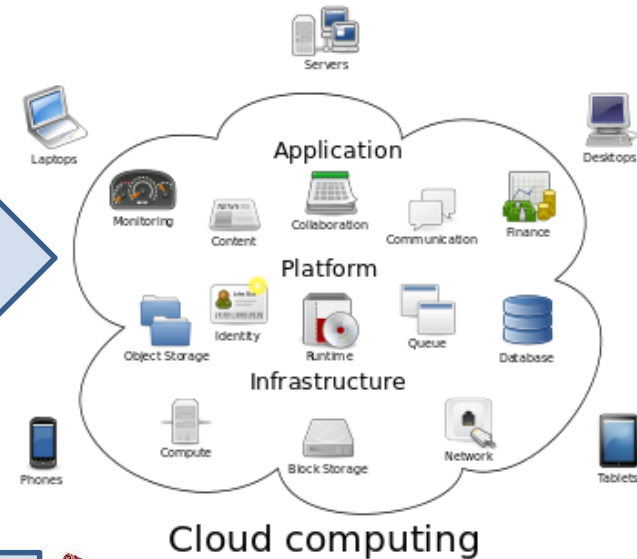 Servers
Laptops
Desktops
Application
Monitoring
Content
Collaboration
Communication
Finance
Platform
Object Storage
Identity
Runtime
Queue
Database
Infrastructure
Compute
Block Storage
Network
Phones
Tablets
Cloud computing